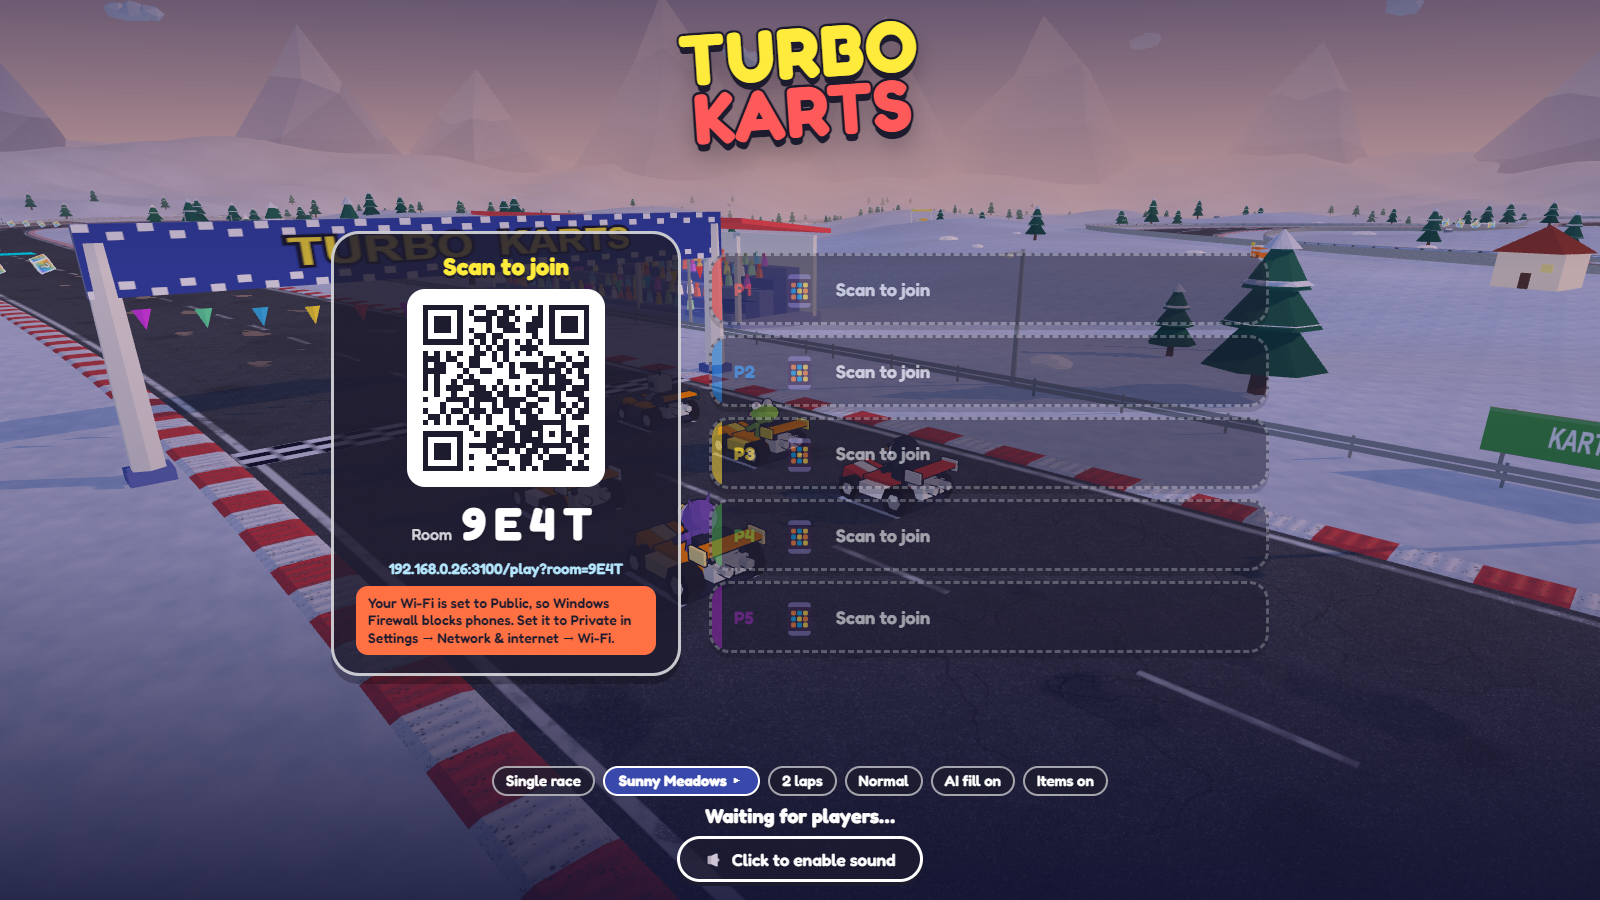 TURBO
KARTS
TURBO KARTS
Scan to join
Room 9E4T
192.168.0.26:3100/play?room=9E4T
Your Wi-Fi is set to Public, so Windows
Firewall blocks phones. Set it to Private in
Settings → Network & internet → Wi-Fi.
P1 Scan to join
P2 Scan to join
P3 Scan to join
P4 Scan to join
P5 Scan to join
KART
Single race
Sunny Meadows ▸
2 laps
Normal
AI fill on
Items on
Waiting for players...
Click to enable sound